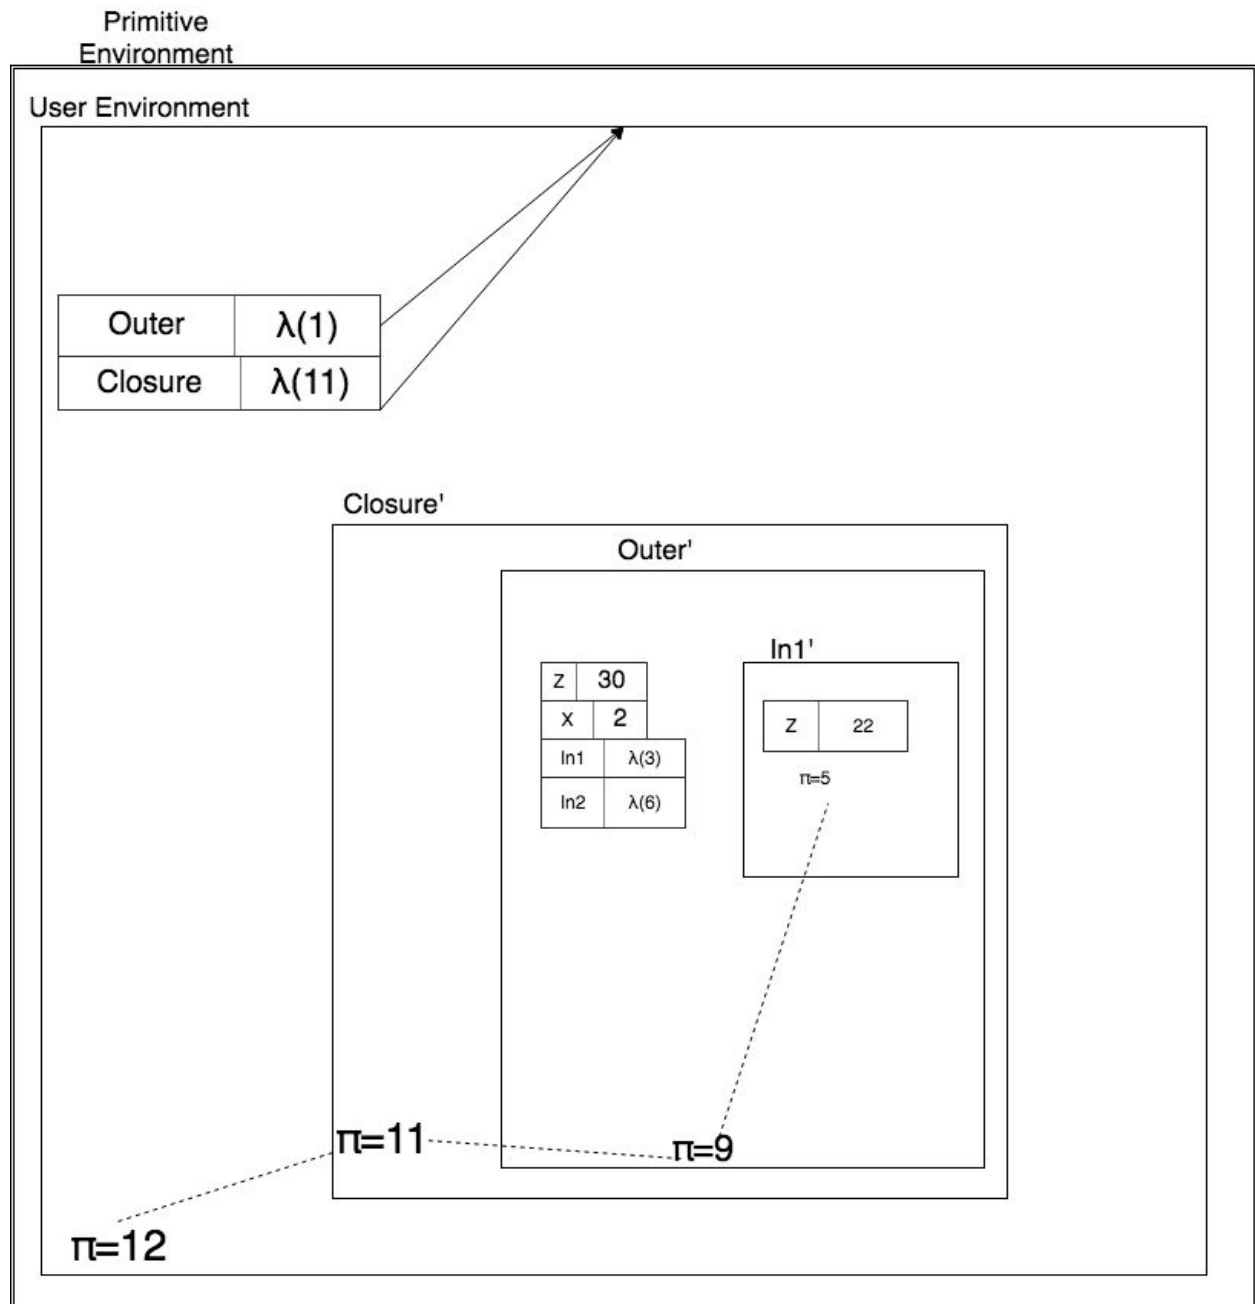 Primitive
Environment
User Environment
Outer λ(1)
Closure λ(11)
Closure'
Outer'
In1'
z 30
x 2
In1 λ(3)
In2 λ(6)
z 22
π=5
π=11
π=9
π=12